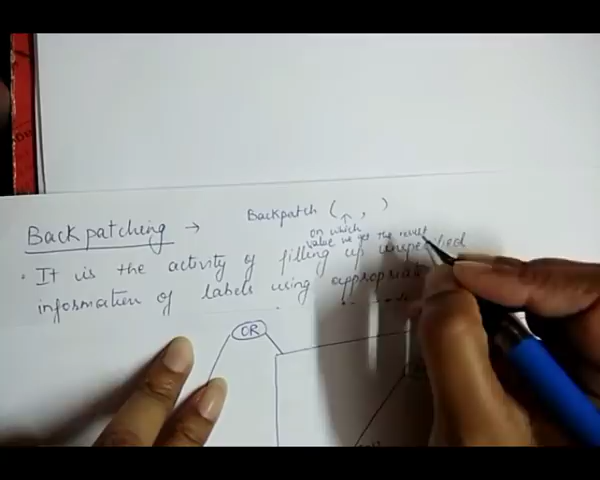 Backpatching → Backpatch ( , )
on which
value we get the result
• It is the activity of filling up unspecified
information of labels using appropriate
OR